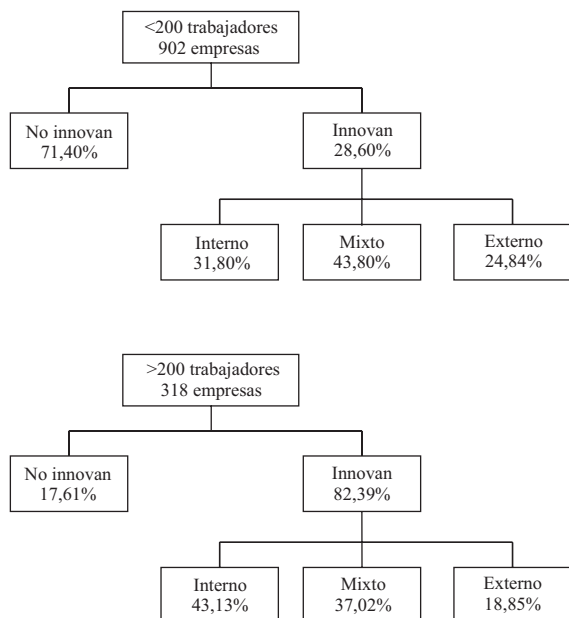 <200 trabajadores
902 empresas
No innovan
71,40%
Innovan
28,60%
Interno
31,80%
Mixto
43,80%
Externo
24,84%
>200 trabajadores
318 empresas
No innovan
17,61%
Innovan
82,39%
Interno
43,13%
Mixto
37,02%
Externo
18,85%